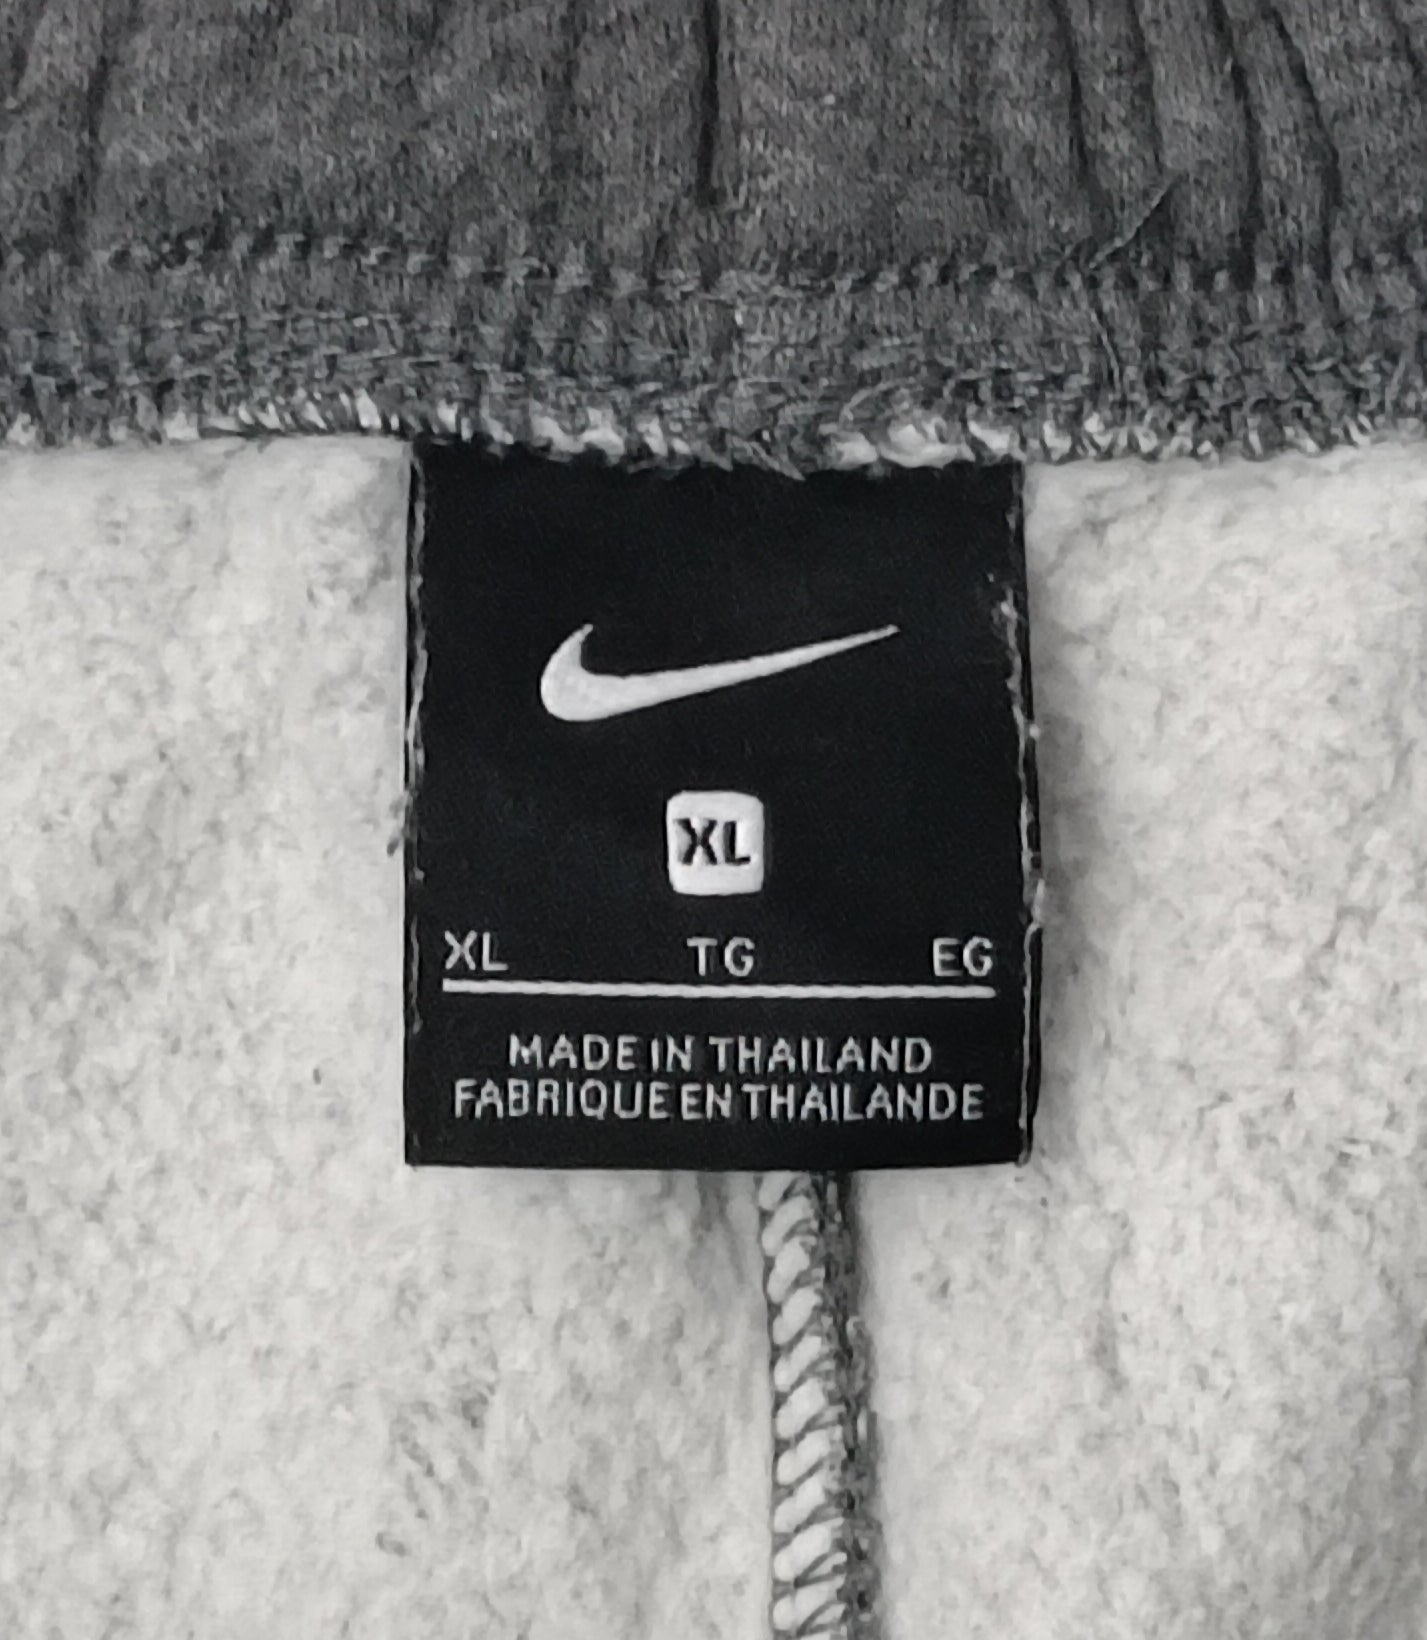 XL
XL TG EG
MADE IN THAILAND
FABRIQUE EN THAILANDE